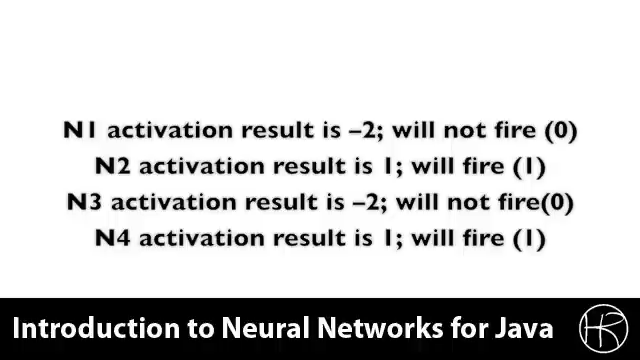 N1 activation result is –2; will not fire (0)
N2 activation result is 1; will fire (1)
N3 activation result is –2; will not fire(0)
N4 activation result is 1; will fire (1)
Introduction to Neural Networks for Java